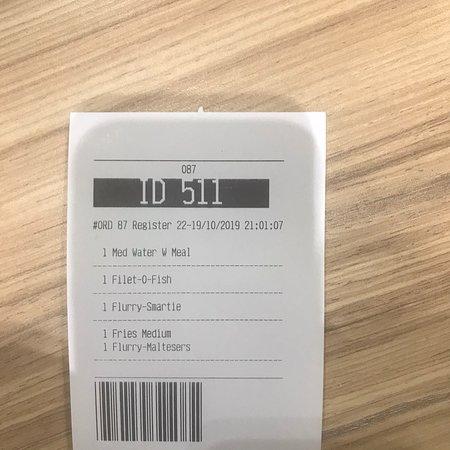 087
ID 511
#ORD 87 Register 22-19/10/2019 21:01:07
1 Med Water W Meal
1 Filet-O-Fish
1 Flurry-Smartie
1 Fries Medium
1 Flurry-Maltesers